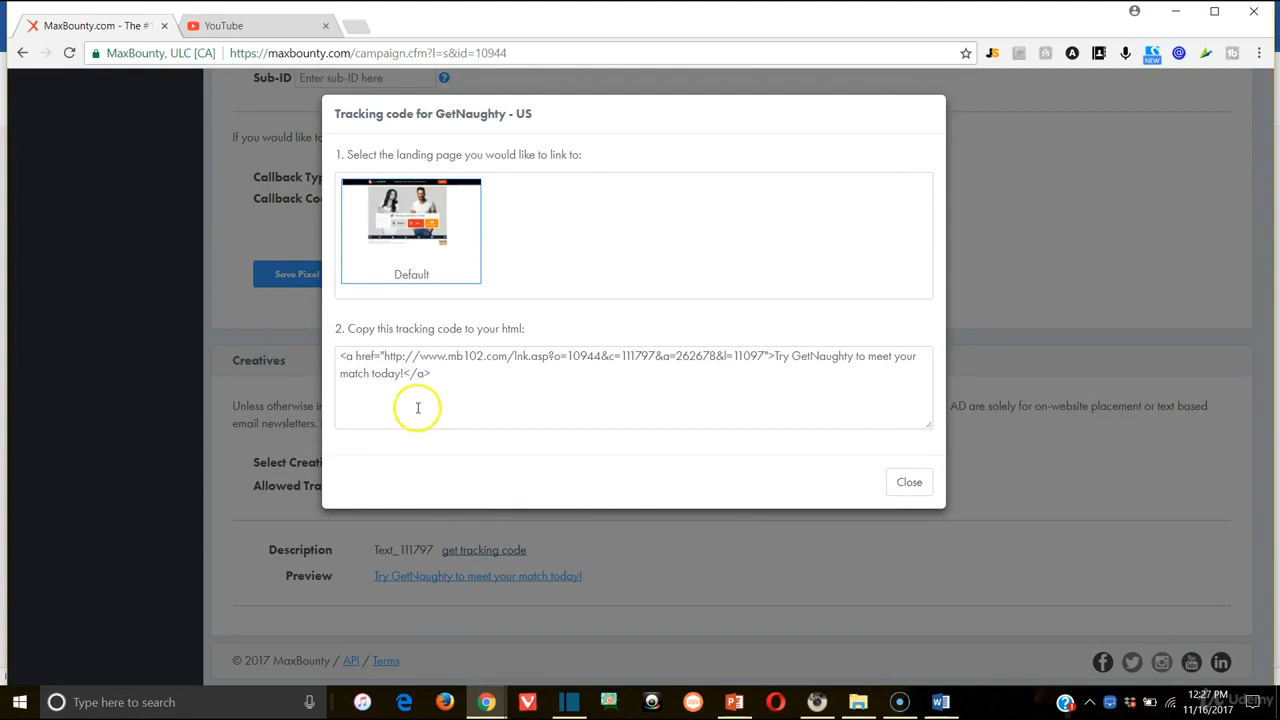 MaxBounty.com - The #1
YouTube
MaxBounty, ULC [CA]
https://maxbounty.com/campaign.cfm?l=s&id=10944
NEW
Sub-ID
Enter sub-ID here
Tracking code for GetNaughty - US
If you would like to
1. Select the landing page you would like to link to:
Callback Typ
Callback Co
Default
Save Pixel
2. Copy this tracking code to your html:
<a href="http://www.mb102.com/lnk.asp?o=10944&c=111797&a=262678&l=11097">Try GetNaughty to meet your
match today!</a>
Creatives
Unless otherwise in
AD are solely for on-website placement or text based
email newsletters.
Select Creati
Allowed Tra
Close
Description
Text_111797
get tracking code
Preview
Try GetNaughty to meet your match today!
© 2017 MaxBounty / API / Terms
Type here to search
12:27 PM
11/16/2017
Udemy